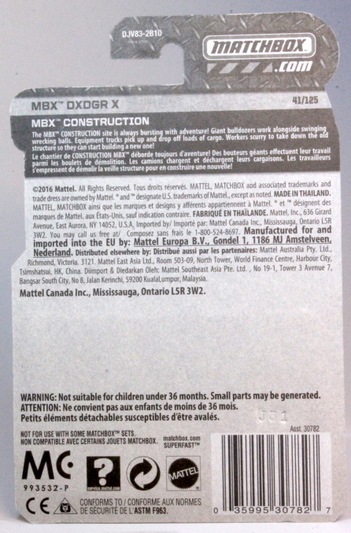 DJV83-2B10
MATCHBOX
.com
MBX™ DXDGR X 41/125
MBX™ CONSTRUCTION
The MBX™ CONSTRUCTION site is always bursting with adventure! Giant bulldozers work alongside swinging
wrecking balls. Equipment trucks pick up and drop off loads of cargo. Workers scurry to take down the old
structure so they can start building a new one!
Le chantier de CONSTRUCTION MBX™ déborde toujours d'aventure! Des bouteurs géants effectuent leur travail
parmi les boulets de démolition. Les camions chargent et déchargent leurs cargaisons. Les travailleurs
s'empressent de démolir la veille structure pour en construire une nouvelle!
©2016 Mattel. All Rights Reserved. Tous droits réservés. MATTEL, MATCHBOX and associated trademarks and
trade dress are owned by Mattel. ® and ™ designate U.S. trademarks of Mattel, except as noted. MADE IN THAILAND.
MATTEL, MATCHBOX ainsi que les marques et designs y afférents appartiennent à Mattel. ® et ™ désignent des
marques de Mattel, aux États-Unis, sauf indication contraire. FABRIQUÉ EN THAÏLANDE. Mattel, Inc., 636 Girard
Avenue, East Aurora, NY 14052, U.S.A. Imported by/ Importé par: Mattel Canada Inc., Mississauga, Ontario L5R
3W2. You may call us free at/ Composez sans frais le 1-800-524-8697. Manufactured for and
imported into the EU by: Mattel Europa B.V., Gondel 1, 1186 MJ Amstelveen,
Nederland. Distributed elsewhere by: Distribué aussi par les partenaires: Mattel Australia Pty. Ltd.,
Richmond, Victoria. 3121. Mattel East Asia Ltd., Room 503-09, North Tower, World Finance Centre, Harbour City,
Tsimshatsui, HK, China. Diimport & Diedarkan Oleh: Mattel Southeast Asia Pte. Ltd., No 19-1, Tower 3 Avenue 7,
Bangsar South City, No 8, Jalan Kerinchi, 59200 KualaLumpur, Malaysia.
Mattel Canada Inc., Mississauga, Ontario L5R 3W2.
WARNING: Not suitable for children under 36 months. Small parts may be generated.
ATTENTION: Ne convient pas aux enfants de moins de 36 mois.
Petits éléments détachables susceptibles d'être avalés.
NOT FOR USE WITH SOME MATCHBOX® SETS.
NON COMPATIBLE AVEC CERTAINS JOUETS MATCHBOX.
matchbox.com
SUPERFAST™
Asst. 30782
MC
993532-P
?
service.mattel.com
MATTEL
CE CONFORMS TO / CONFORME AUX NORMES
DE SÉCURITÉ DE L'ASTM F963.
0 35995 30782 7